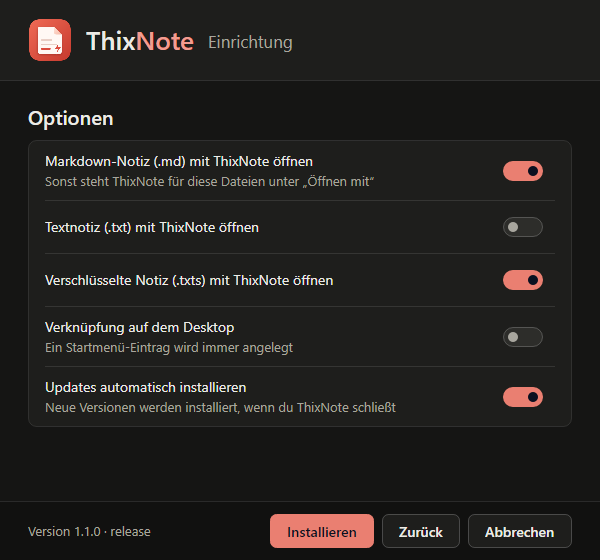 ThixNote Einrichtung
Optionen
Markdown-Notiz (.md) mit ThixNote öffnen
Sonst steht ThixNote für diese Dateien unter „Öffnen mit“
Textnotiz (.txt) mit ThixNote öffnen
Verschlüsselte Notiz (.txts) mit ThixNote öffnen
Verknüpfung auf dem Desktop
Ein Startmenü-Eintrag wird immer angelegt
Updates automatisch installieren
Neue Versionen werden installiert, wenn du ThixNote schließt
Version 1.1.0 · release Installieren Zurück Abbrechen